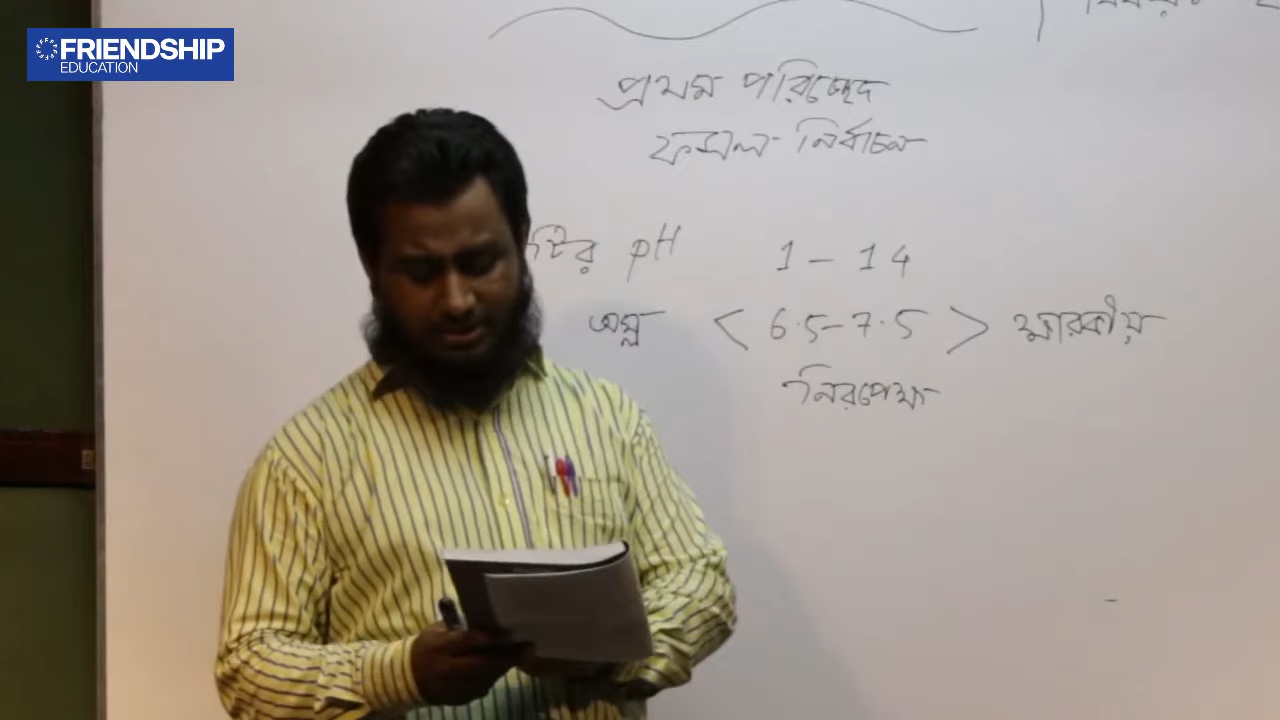 FRIENDSHIP
EDUCATION
প্রথম পরিচ্ছেদ
ফসল নির্বাচন
pH 1 - 14
অম্ল < 6.5-7.5 > ক্ষারকীয়
নিরপেক্ষ